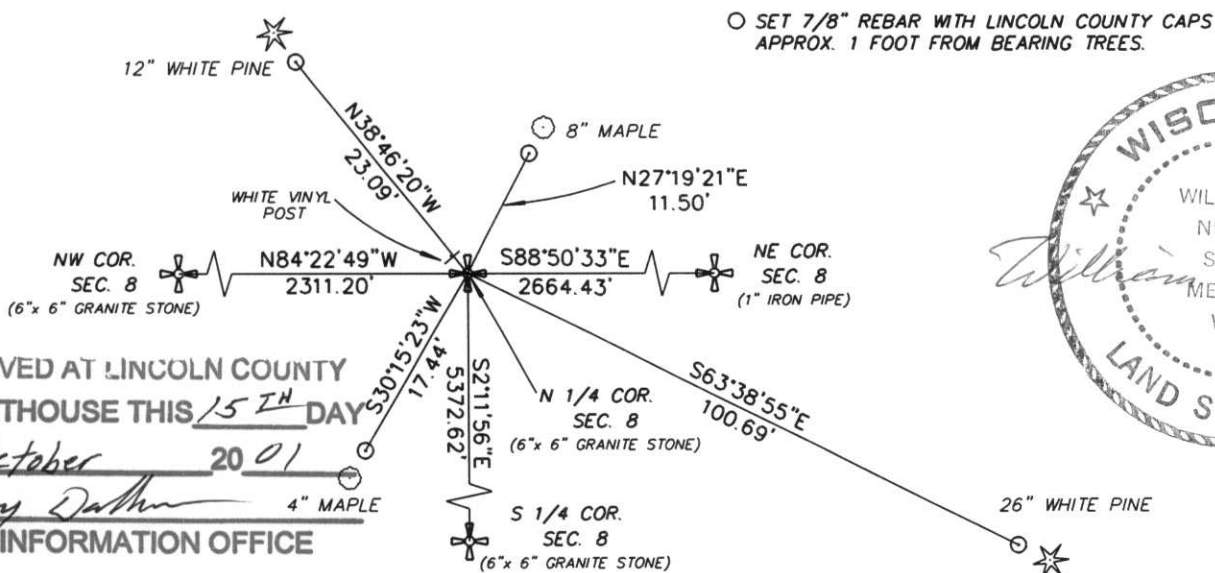 ○ SET 7/8" REBAR WITH LINCOLN COUNTY CAPS
APPROX. 1 FOOT FROM BEARING TREES.
12" WHITE PINE
8" MAPLE
N38°46'20"W
23.09'
N27°19'21"E
11.50'
WHITE VINYL
POST
NW COR.
SEC. 8
(6"x 6" GRANITE STONE)
N84°22'49"W
2311.20'
S88°50'33"E
2664.43'
NE COR.
SEC. 8
(1" IRON PIPE)
S30°15'23"W
17.44'
S2°11'56"E
5372.62'
N 1/4 COR.
SEC. 8
(6"x 6" GRANITE STONE)
S63°38'55"E
100.69'
4" MAPLE
S 1/4 COR.
SEC. 8
(6"x 6" GRANITE STONE)
26" WHITE PINE
VED AT LINCOLN COUNTY
THOUSE THIS 15TH DAY
ctober 20 01
INFORMATION OFFICE
WISC
WIL
N
S
ME
W
LAND S
William